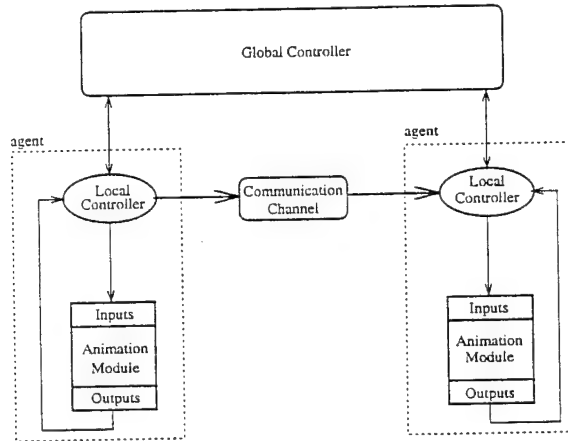 Global Controller
agent
agent
Local
Controller
Communication
Channel
Local
Controller
Inputs
Animation
Module
Outputs
Inputs
Animation
Module
Outputs